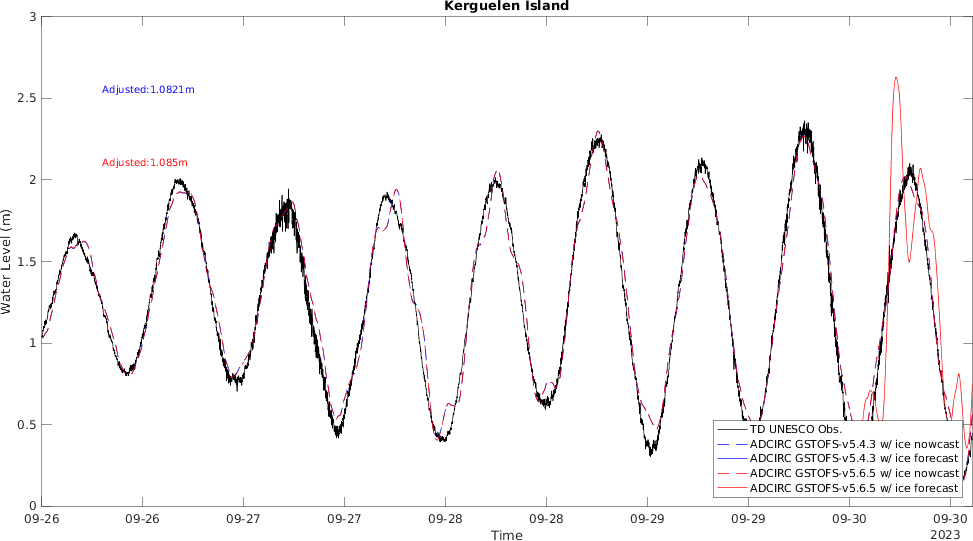 Kerguelen Island
3
2.5
2
1.5
1
0.5
0
Water Level (m)
Adjusted:1.0821m
Adjusted:1.085m
TD UNESCO Obs.
ADCIRC GSTOFS-v5.4.3 w/ ice nowcast
ADCIRC GSTOFS-v5.4.3 w/ ice forecast
ADCIRC GSTOFS-v5.6.5 w/ ice nowcast
ADCIRC GSTOFS-v5.6.5 w/ ice forecast
09-26 09-26 09-27 09-27 09-28 09-28 09-29 09-29 09-30 09-30
Time 2023